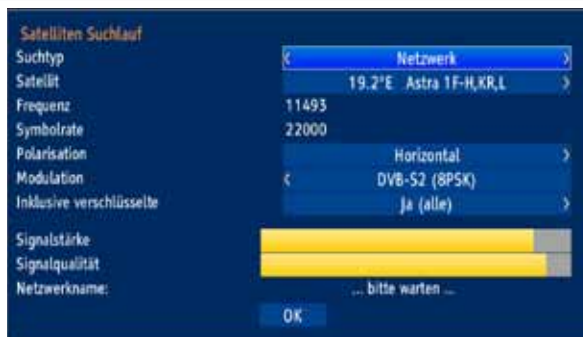 Satelliten Suchlauf
Suchtyp < Netzwerk >
Satellit 19.2°E Astra 1F-H,KR,L >
Frequenz 11493
Symbolrate 22000
Polarisation Horizontal >
Modulation < DVB-S2 (8PSK)
Inklusive verschlüsselte Ja (alle) >
Signalstärke
Signalqualität
Netzwerkname: ... bitte warten ...
OK